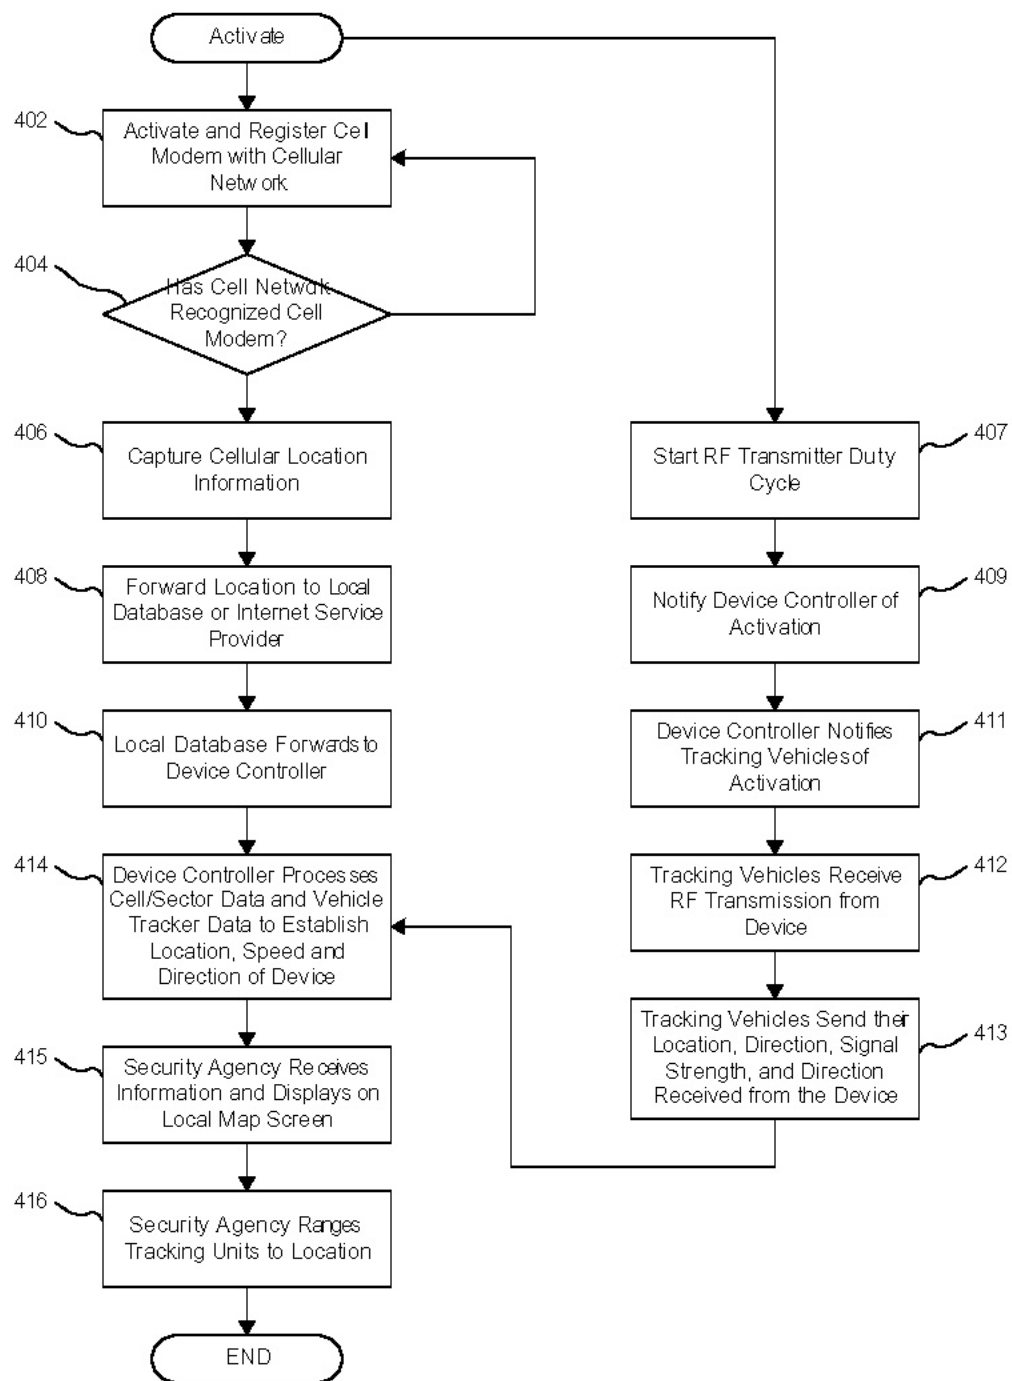 Activate
402
Activate and Register Cell
Modem with Cellular
Network
404
Has Cell Netwok
Recognized Cell
Modem?
406
Capture Cellular Location
Information
407
Start RF Transmitter Duty
Cycle
408
Forward Location to Local
Database or Internet Service
Provider
409
Notify Device Controller of
Activation
410
Local Database Forwards to
Device Controller
411
Device Controller Notifies
Tracking Vehicles of
Activation
414
Device Controller Processes
Cell/Sector Data and Vehicle
Tracker Data to Establish
Location, Speed and
Direction of Device
412
Tracking Vehicles Receive
RF Transmission from
Device
415
Security Agency Receives
Information and Displays on
Local Map Screen
413
Tracking Vehicles Send their
Location, Direction, Signal
Strength, and Direction
Received from the Device
416
Security Agency Ranges
Tracking Units to Location
END